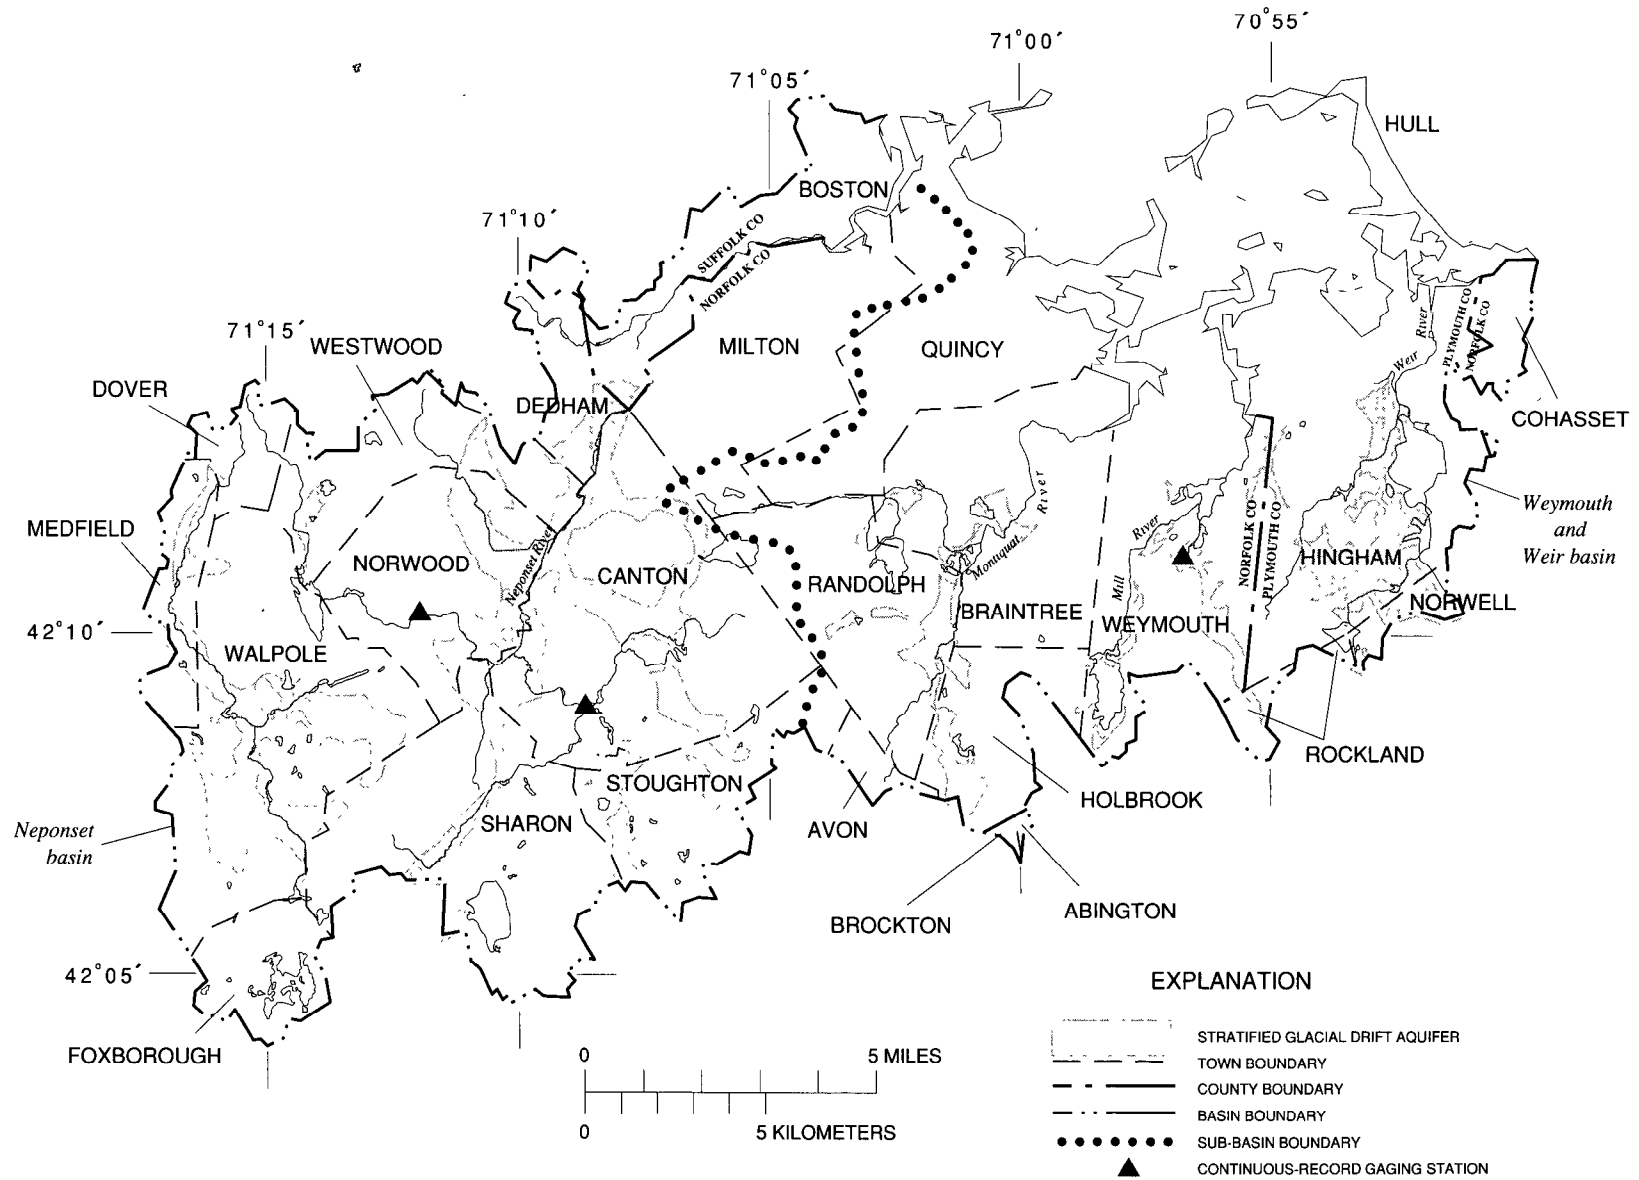 70°55´
71°00´
71°05´
HULL
BOSTON
71°10´
SUFFOLK CO
NORFOLK CO
71°15´
WESTWOOD
MILTON
QUINCY
River
Weir
PLYMOUTH CO
NORFOLK CO
DOVER
DEDHAM
COHASSET
MEDFIELD
River
River
NORFOLK CO
PLYMOUTH CO
Weymouth
and
Weir basin
NORWOOD
Neponset River
CANTON
RANDOLPH
Monuquat
HINGHAM
Mill
BRAINTREE
WEYMOUTH
NORWELL
42°10´
WALPOLE
ROCKLAND
STOUGHTON
HOLBROOK
SHARON
AVON
Neponset
basin
ABINGTON
BROCKTON
42°05´
FOXBOROUGH
EXPLANATION
STRATIFIED GLACIAL DRIFT AQUIFER
TOWN BOUNDARY
COUNTY BOUNDARY
BASIN BOUNDARY
SUB-BASIN BOUNDARY
CONTINUOUS-RECORD GAGING STATION
0 5 MILES
0 5 KILOMETERS